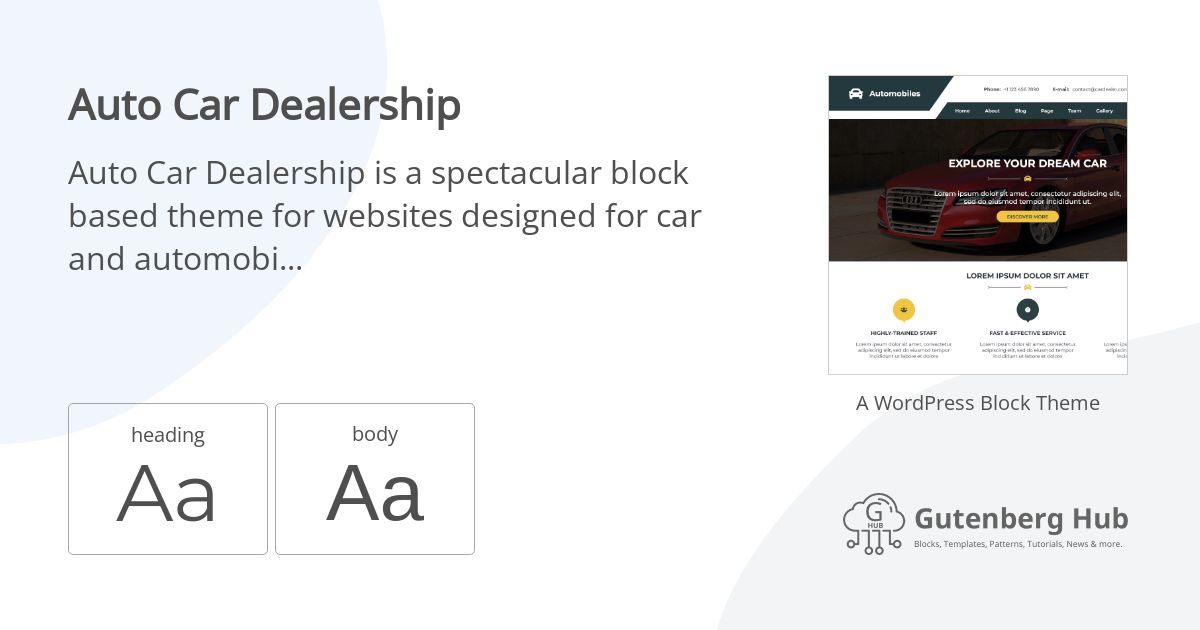 Auto Car Dealership
Auto Car Dealership is a spectacular block
based theme for websites designed for car
and automobi...
heading
Aa
body
Aa
Automobiles
Phone: +1 123 456 7890 E-mail: contact@cardealer.com
Home About Blog Page Team Gallery
EXPLORE YOUR DREAM CAR
Lorem ipsum dolor sit amet, consectetur adipiscing elit,
sed do eiusmod tempor incididunt ut.
DISCOVER MORE
LOREM IPSUM DOLOR SIT AMET
HIGHLY-TRAINED STAFF
Lorem ipsum dolor sit amet, consectetur
adipiscing elit, sed do eiusmod tempor
incididunt ut labore et dolore
FAST & EFFECTIVE SERVICE
Lorem ipsum dolor sit amet, consectetur
adipiscing elit, sed do eiusmod tempor
incididunt ut labore et dolore
A WordPress Block Theme
G
HUB
Gutenberg Hub
Blocks, Templates, Patterns, Tutorials, News & more.